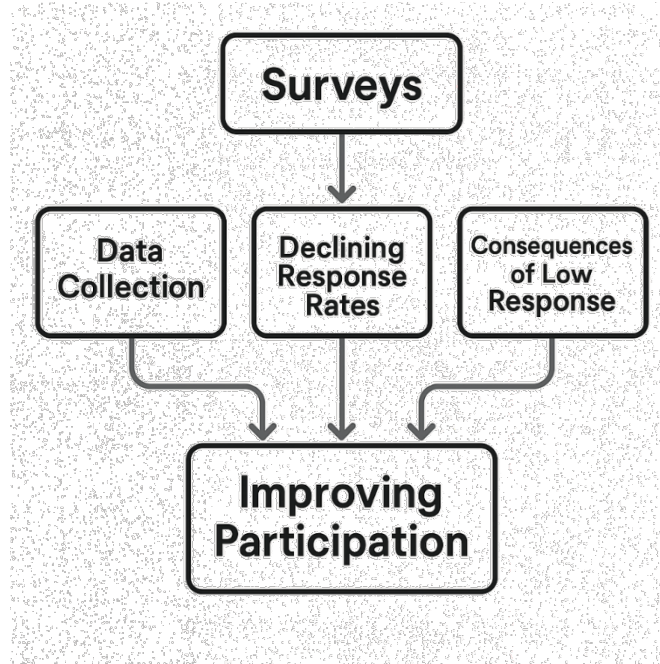 Surveys
Data
Collection
Declining
Response
Rates
Consequences
of Low
Response
Improving
Participation